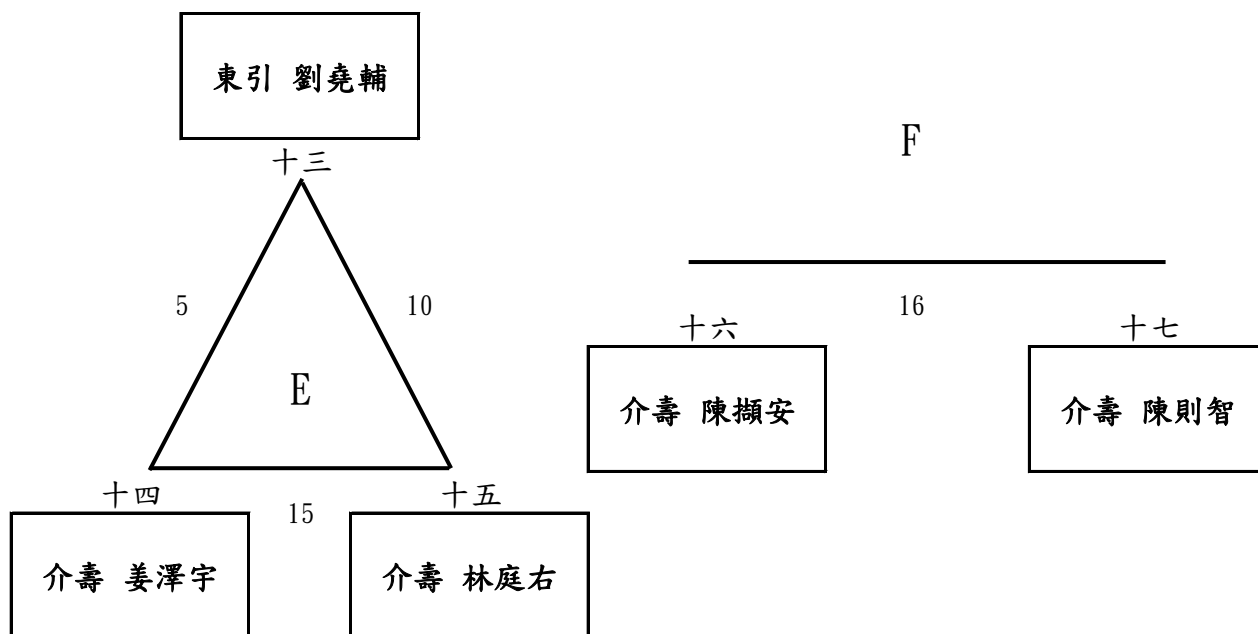 東引 劉堯輔
十三
F
5
10
16
十六
十七
E
介壽 陳擷安
介壽 陳則智
十四
十五
15
介壽 姜澤宇
介壽 林庭右